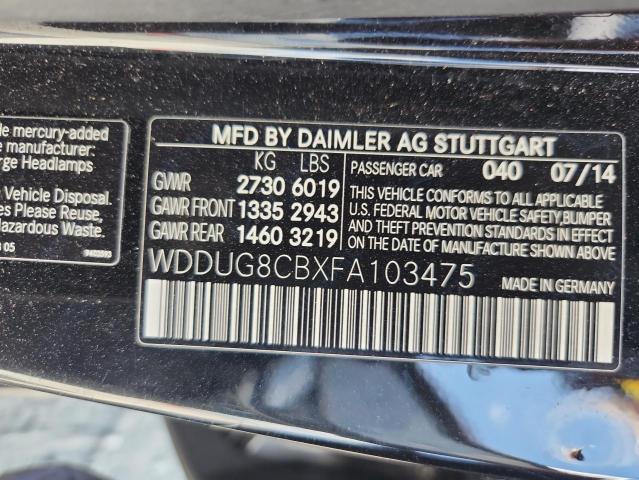 le mercury-added
e manufacturer:
rge Headlamps
Vehicle Disposal.
es Please Reuse,
azardous Waste.
05
MFD BY DAIMLER AG STUTTGART
KG LBS
GVWR 2730 6019
GAWR FRONT 1335 2943
GAWR REAR 1460 3219
PASSENGER CAR 040 07/14
THIS VEHICLE CONFORMS TO ALL APPLICABLE
U.S. FEDERAL MOTOR VEHICLE SAFETY, BUMPER
AND THEFT PREVENTION STANDARDS IN EFFECT
ON THE DATE OF MANUFACTURE SHOWN ABOVE
WDDUG8CBXFA103475
MADE IN GERMANY